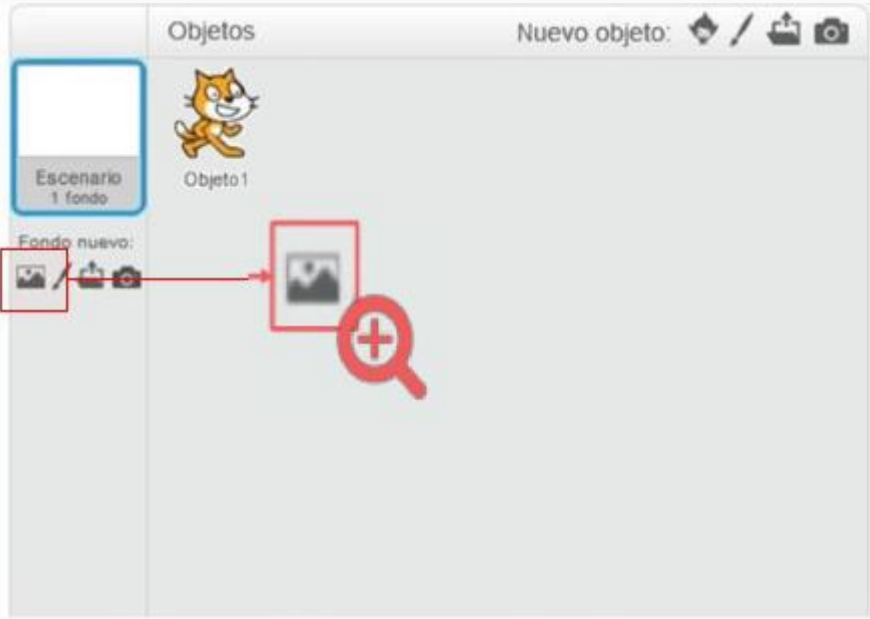 Objetos
Nuevo objeto:
Escenario
1 fondo
Objeto1
Fondo nuevo: